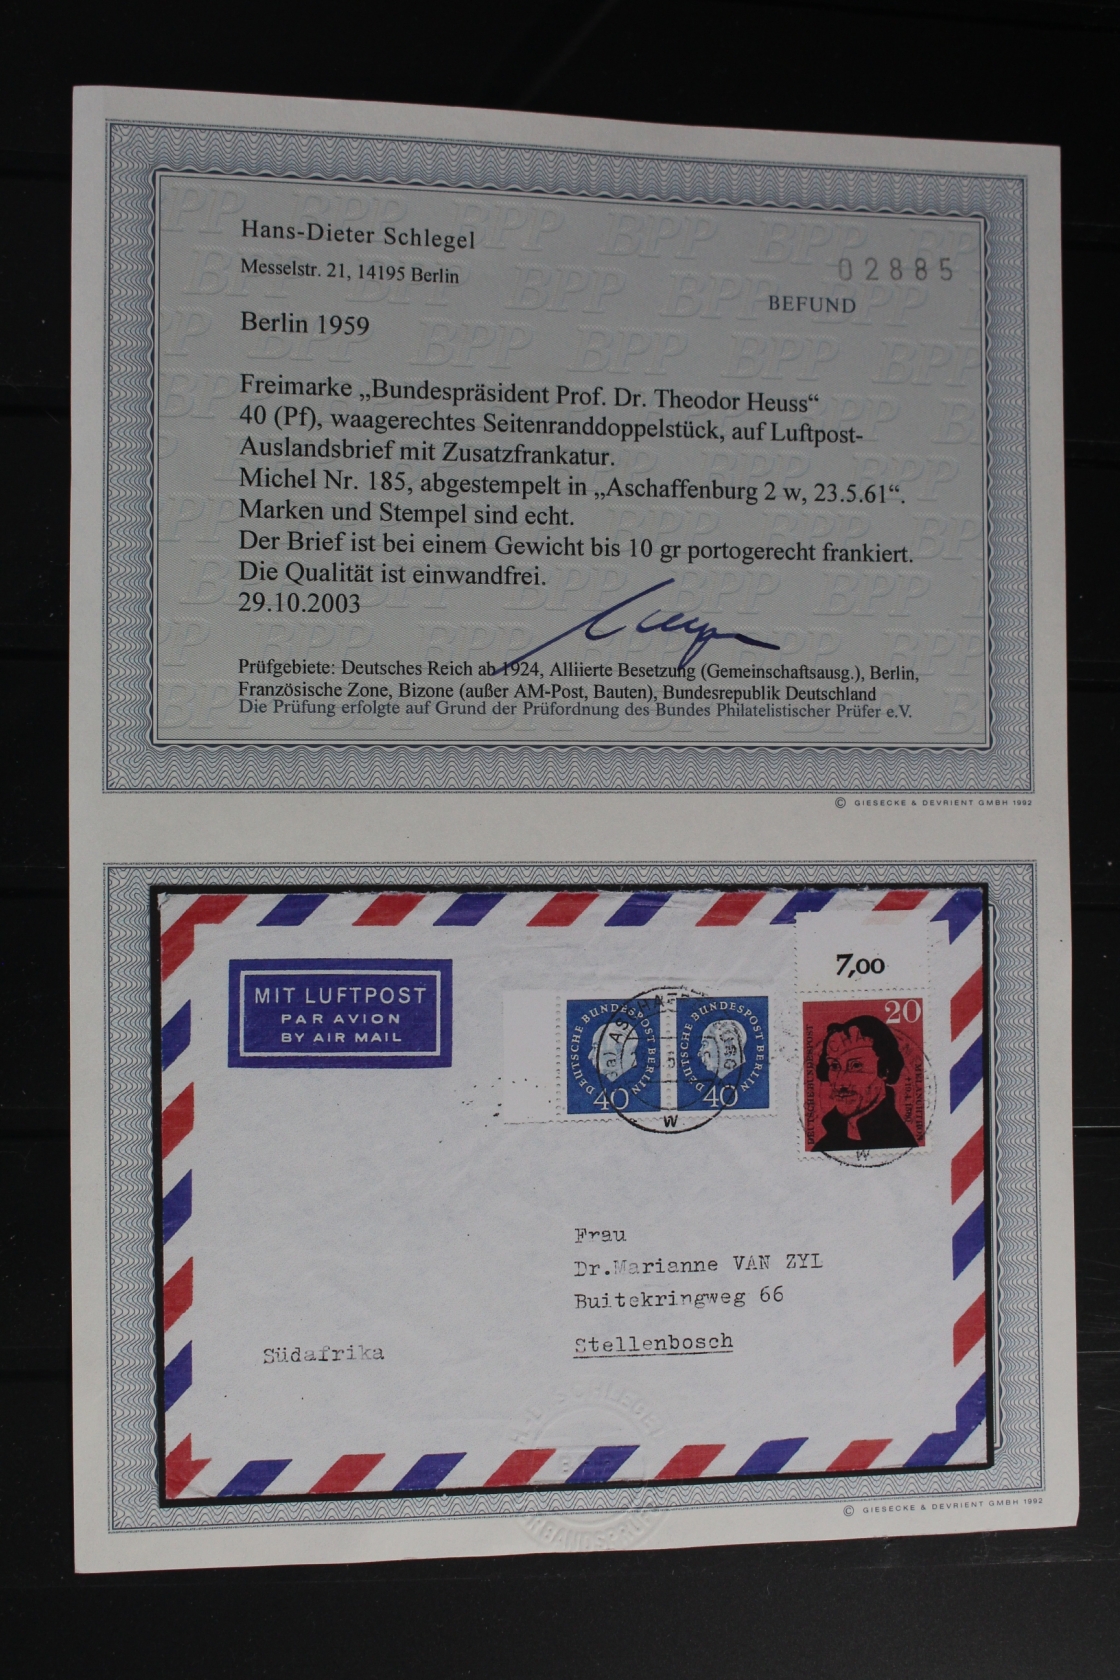 Hans-Dieter Schlegel
Messelstr. 21, 14195 Berlin
02885
BEFUND
Berlin 1959
Freimarke „Bundespräsident Prof. Dr. Theodor Heuss“
40 (Pf), waagerechtes Seitenranddoppelstück, auf Luftpost-
Auslandsbrief mit Zusatzfrankatur.
Michel Nr. 185, abgestempelt in „Aschaffenburg 2 w, 23.5.61“.
Marken und Stempel sind echt.
Der Brief ist bei einem Gewicht bis 10 gr portogerecht frankiert.
Die Qualität ist einwandfrei.
29.10.2003
Prüfgebiete: Deutsches Reich ab 1924, Alliierte Besetzung (Gemeinschaftsausg.), Berlin,
Französische Zone, Bizone (außer AM-Post, Bauten), Bundesrepublik Deutschland
Die Prüfung erfolgte auf Grund der Prüfordnung des Bundes Philatelistischer Prüfer e.V.
© GIESECKE & DEVRIENT GMBH 1992
MIT LUFTPOST
PAR AVION
BY AIR MAIL
7,00
DEUTSCHE BUNDESPOST BERLIN
40
DEUTSCHE BUNDESPOST BERLIN
40
w
20
DEUTSCHE BUNDESPOST
MELANCHTHON
w
Frau
Dr.Marianne VAN ZYL
Buitekringweg 66
Stellenbosch
Südafrika
© GIESECKE & DEVRIENT GMBH 1992